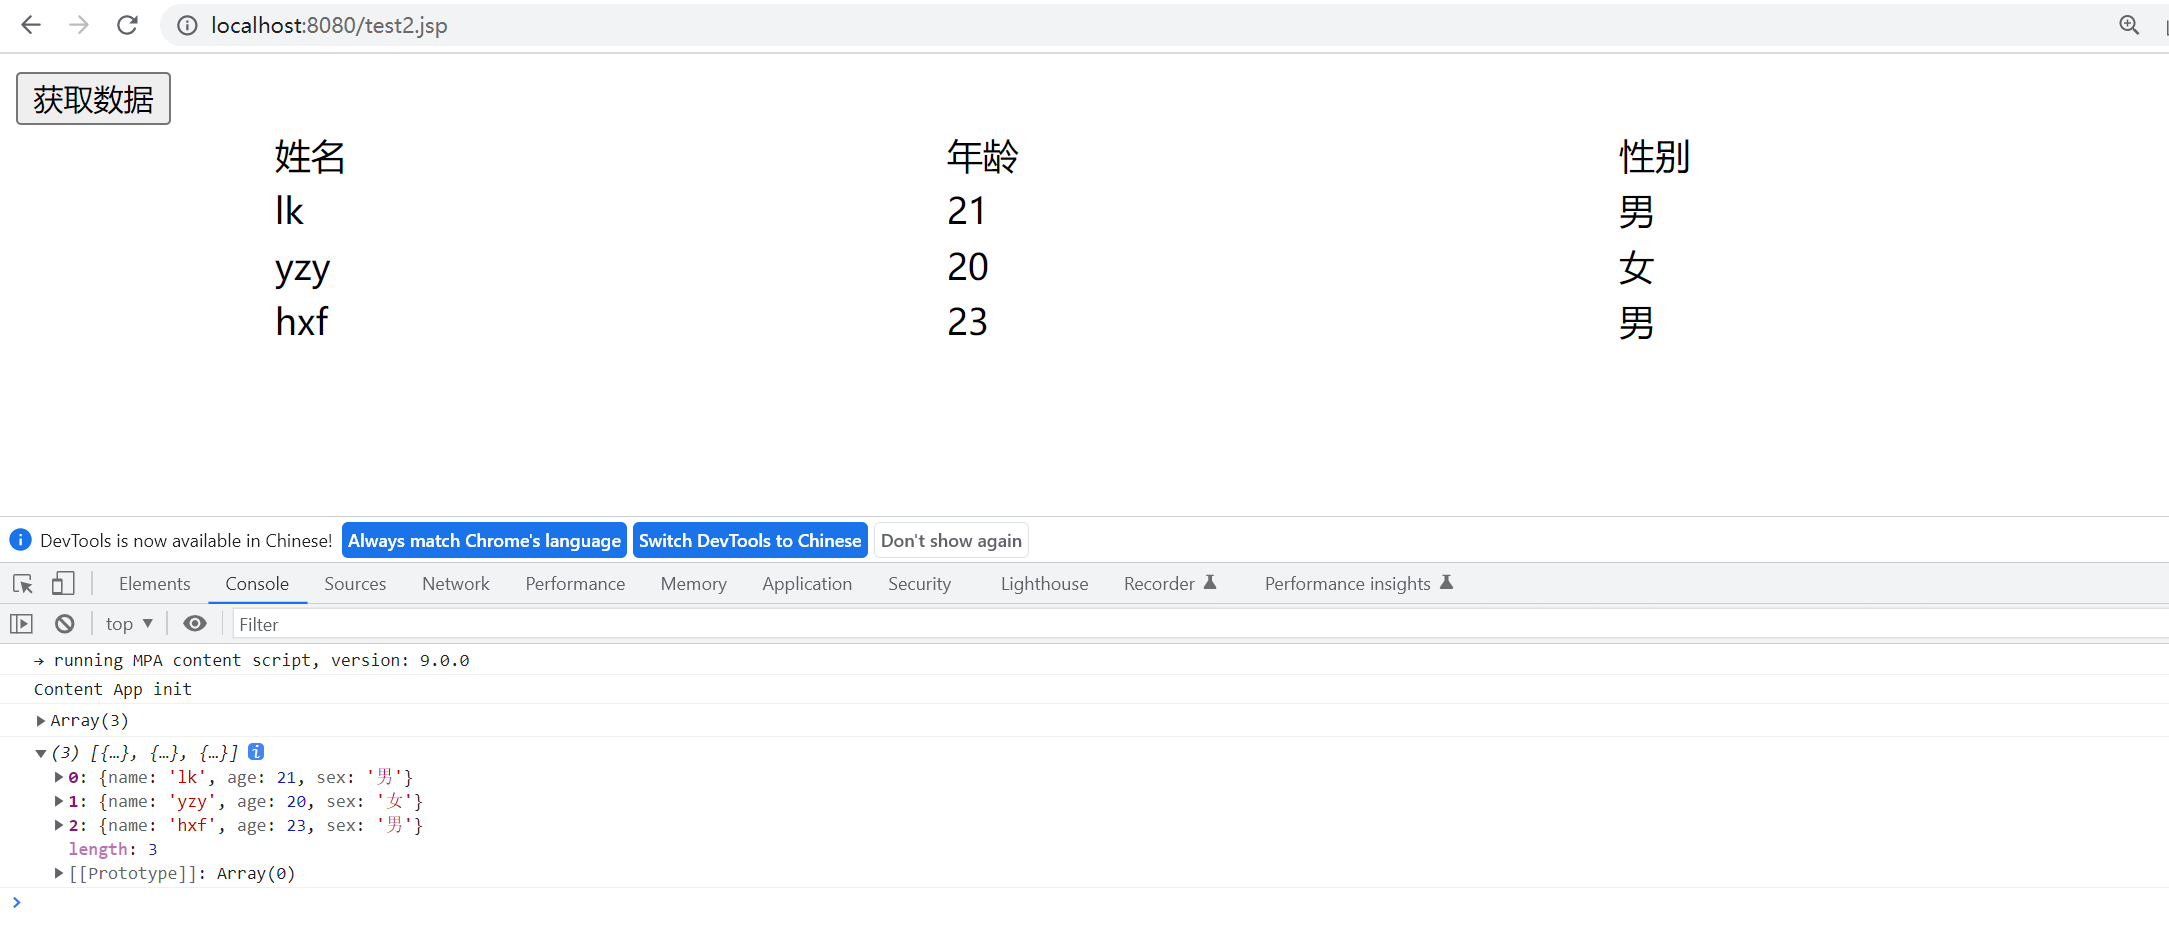 localhost:8080/test2.jsp
获取数据
姓名 年龄 性别
lk 21 男
yzy 20 女
hxf 23 男
DevTools is now available in Chinese! Always match Chrome's language Switch DevTools to Chinese Don't show again
Elements Console Sources Network Performance Memory Application Security Lighthouse Recorder Performance insights
top ▼ Filter
→ running MPA content script, version: 9.0.0
Content App init
▶Array(3)
▼(3) [{…}, {…}, {…}] i
▶0: {name: 'lk', age: 21, sex: '男'}
▶1: {name: 'yzy', age: 20, sex: '女'}
▶2: {name: 'hxf', age: 23, sex: '男'}
length: 3
▶[[Prototype]]: Array(0)
>